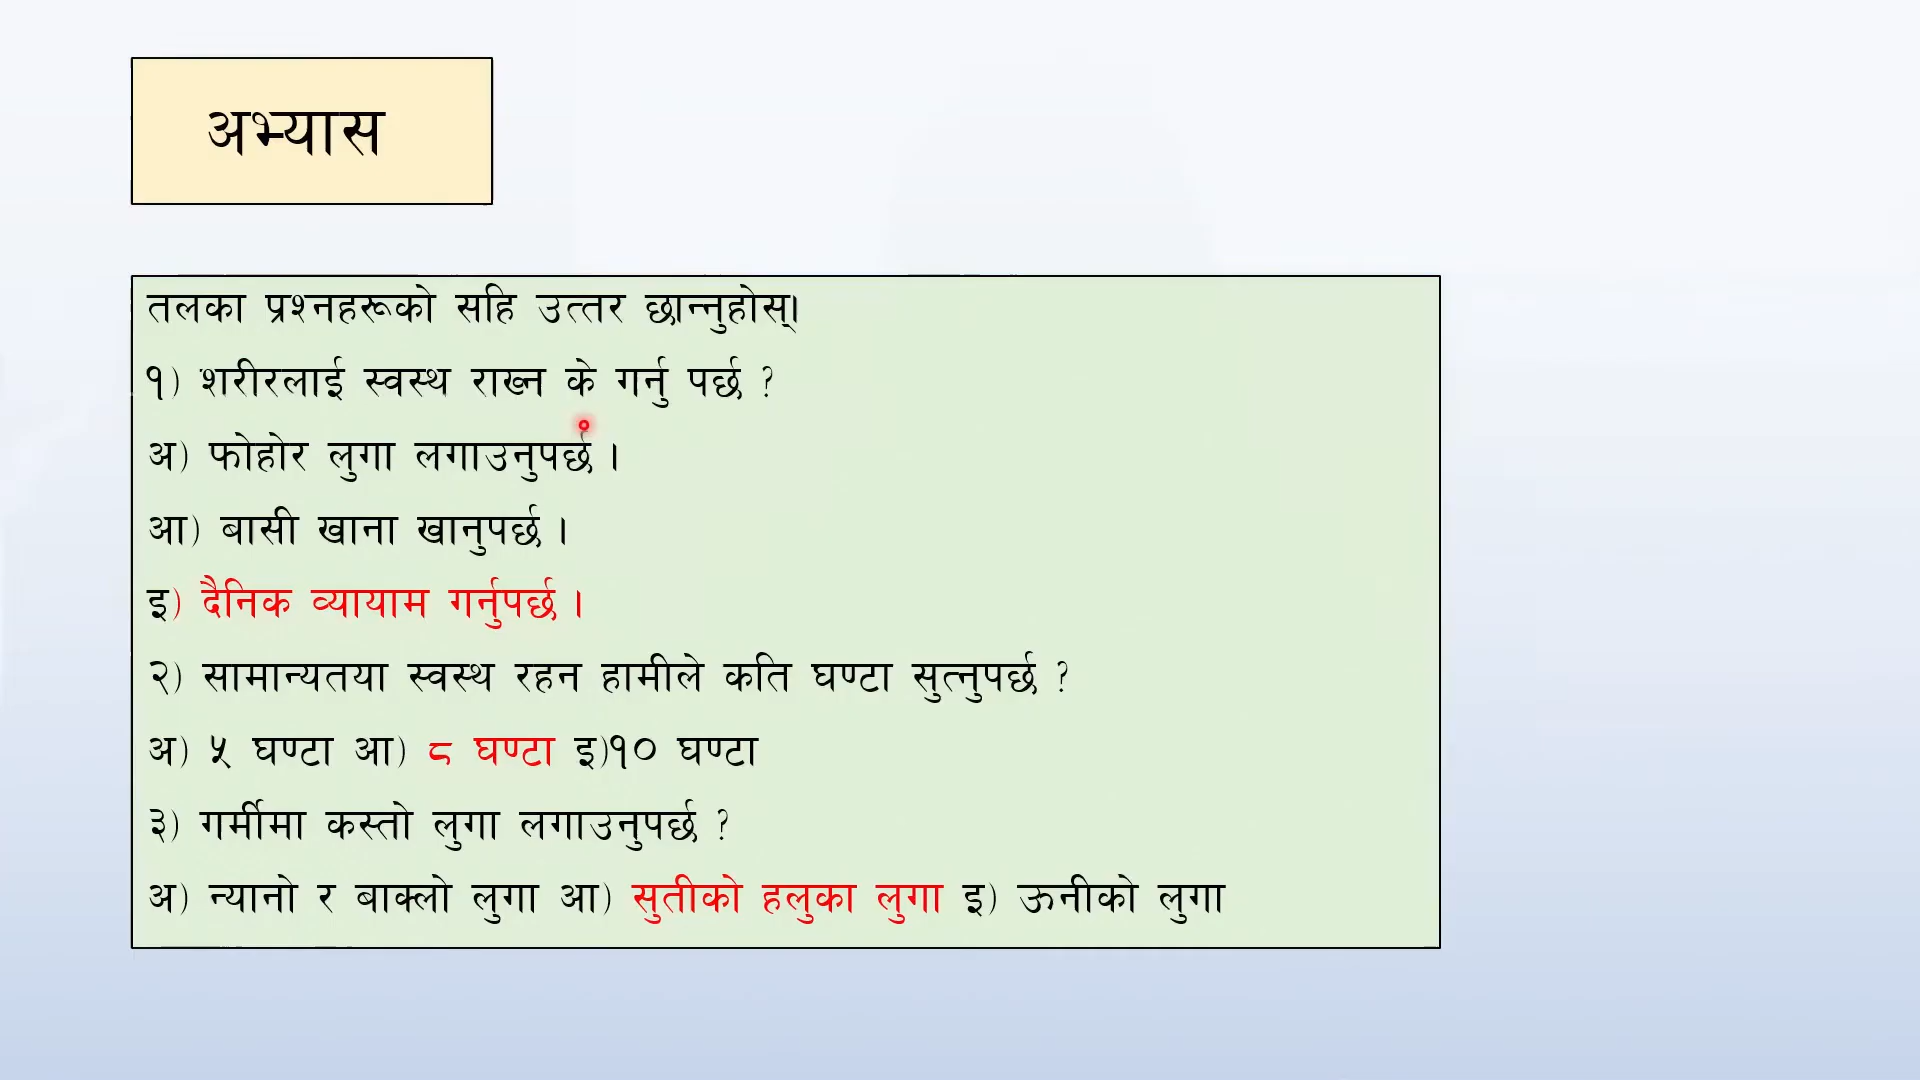 अभ्यास
तलका प्रश्नहरूको सहि उत्तर छान्नुहोस्।
१) शरीरलाई स्वस्थ राख्न के गर्नु पर्छ ?
अ) फोहोर लुगा लगाउनुपर्छ ।
आ) बासी खाना खानुपर्छ ।
इ) दैनिक व्यायाम गर्नुपर्छ ।
२) सामान्यतया स्वस्थ रहन हामीले कति घण्टा सुत्नुपर्छ ?
अ) ५ घण्टा आ) ८ घण्टा इ)१० घण्टा
३) गर्मीमा कस्तो लुगा लगाउनुपर्छ ?
अ) न्यानो र बाक्लो लुगा आ) सुतीको हलुका लुगा इ) ऊनीको लुगा